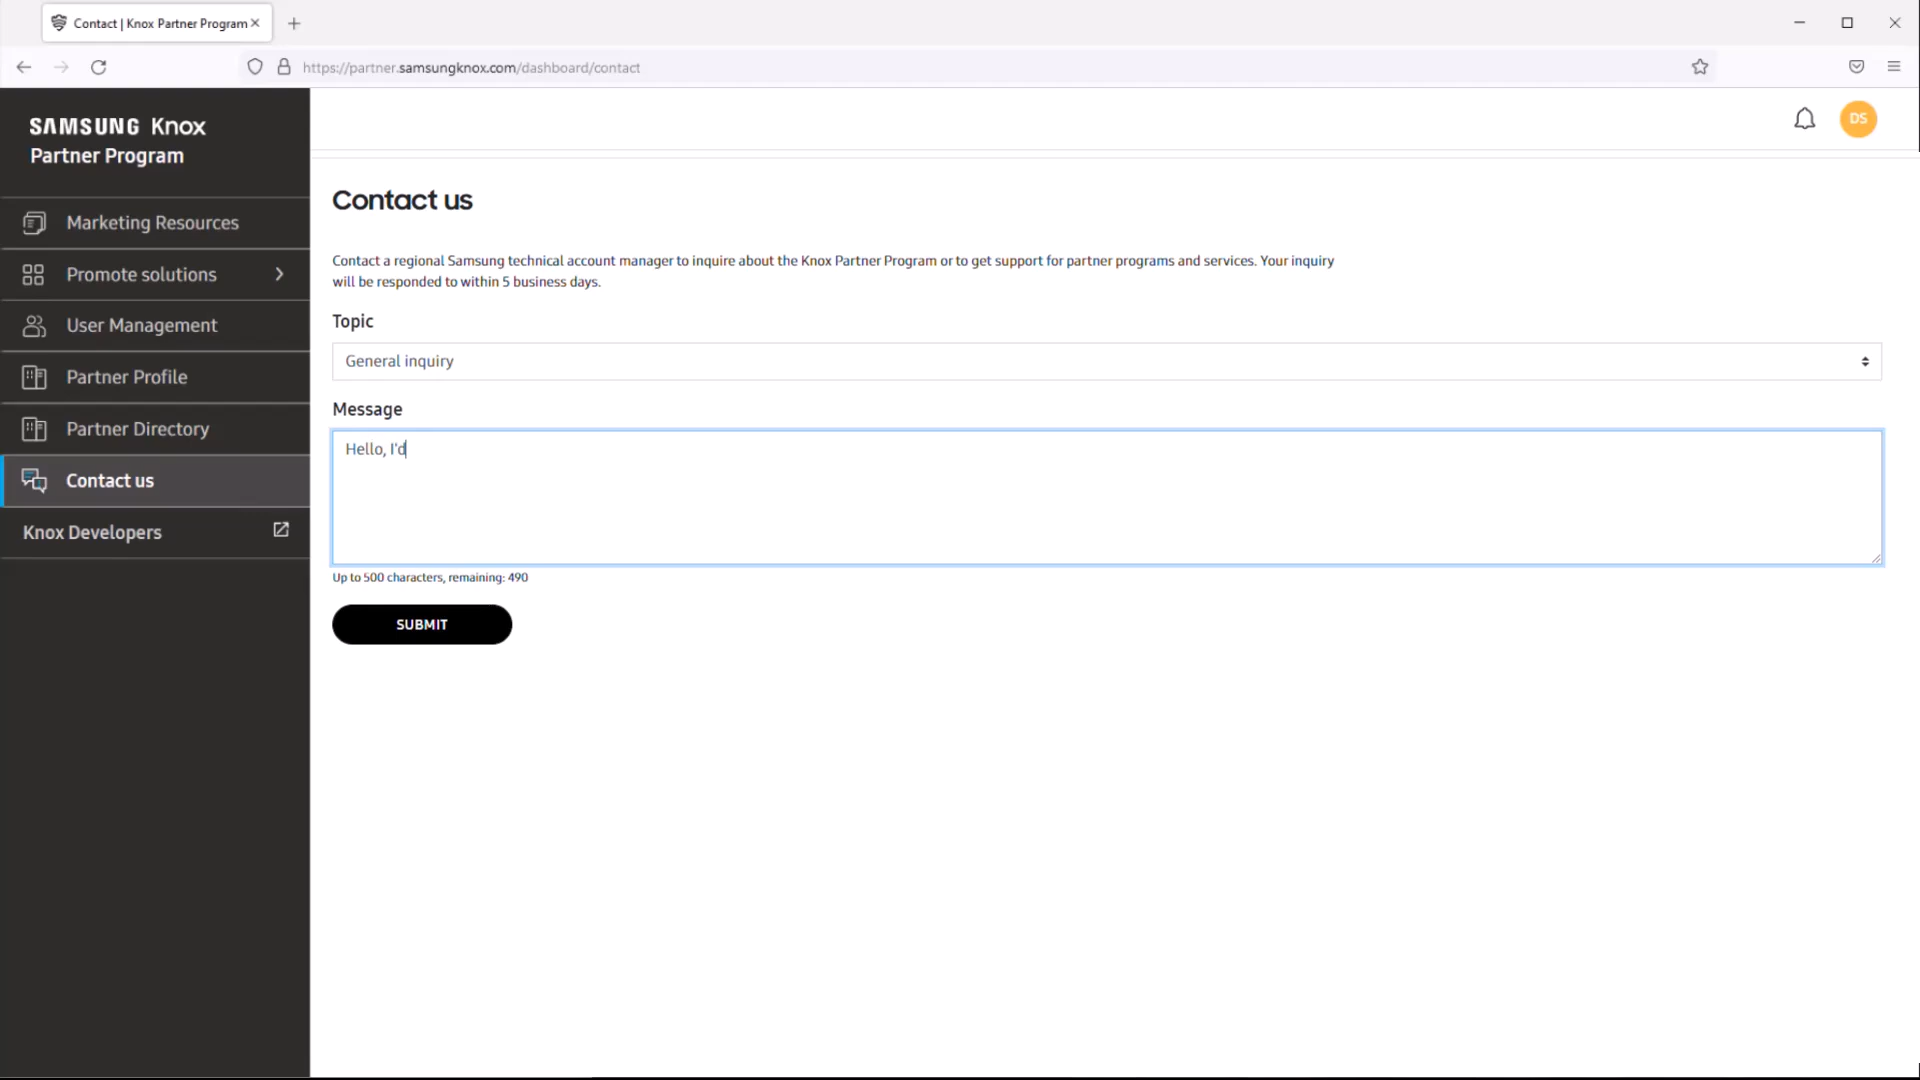 Contact | Knox Partner Program
https://partner.samsungknox.com/dashboard/contact
SAMSUNG Knox
Partner Program
DS
Marketing Resources
Promote solutions
User Management
Partner Profile
Partner Directory
Contact us
Knox Developers
Contact us
Contact a regional Samsung technical account manager to inquire about the Knox Partner Program or to get support for partner programs and services. Your inquiry
will be responded to within 5 business days.
Topic
General inquiry
Message
Hello, I'd
Up to 500 characters, remaining: 490
SUBMIT